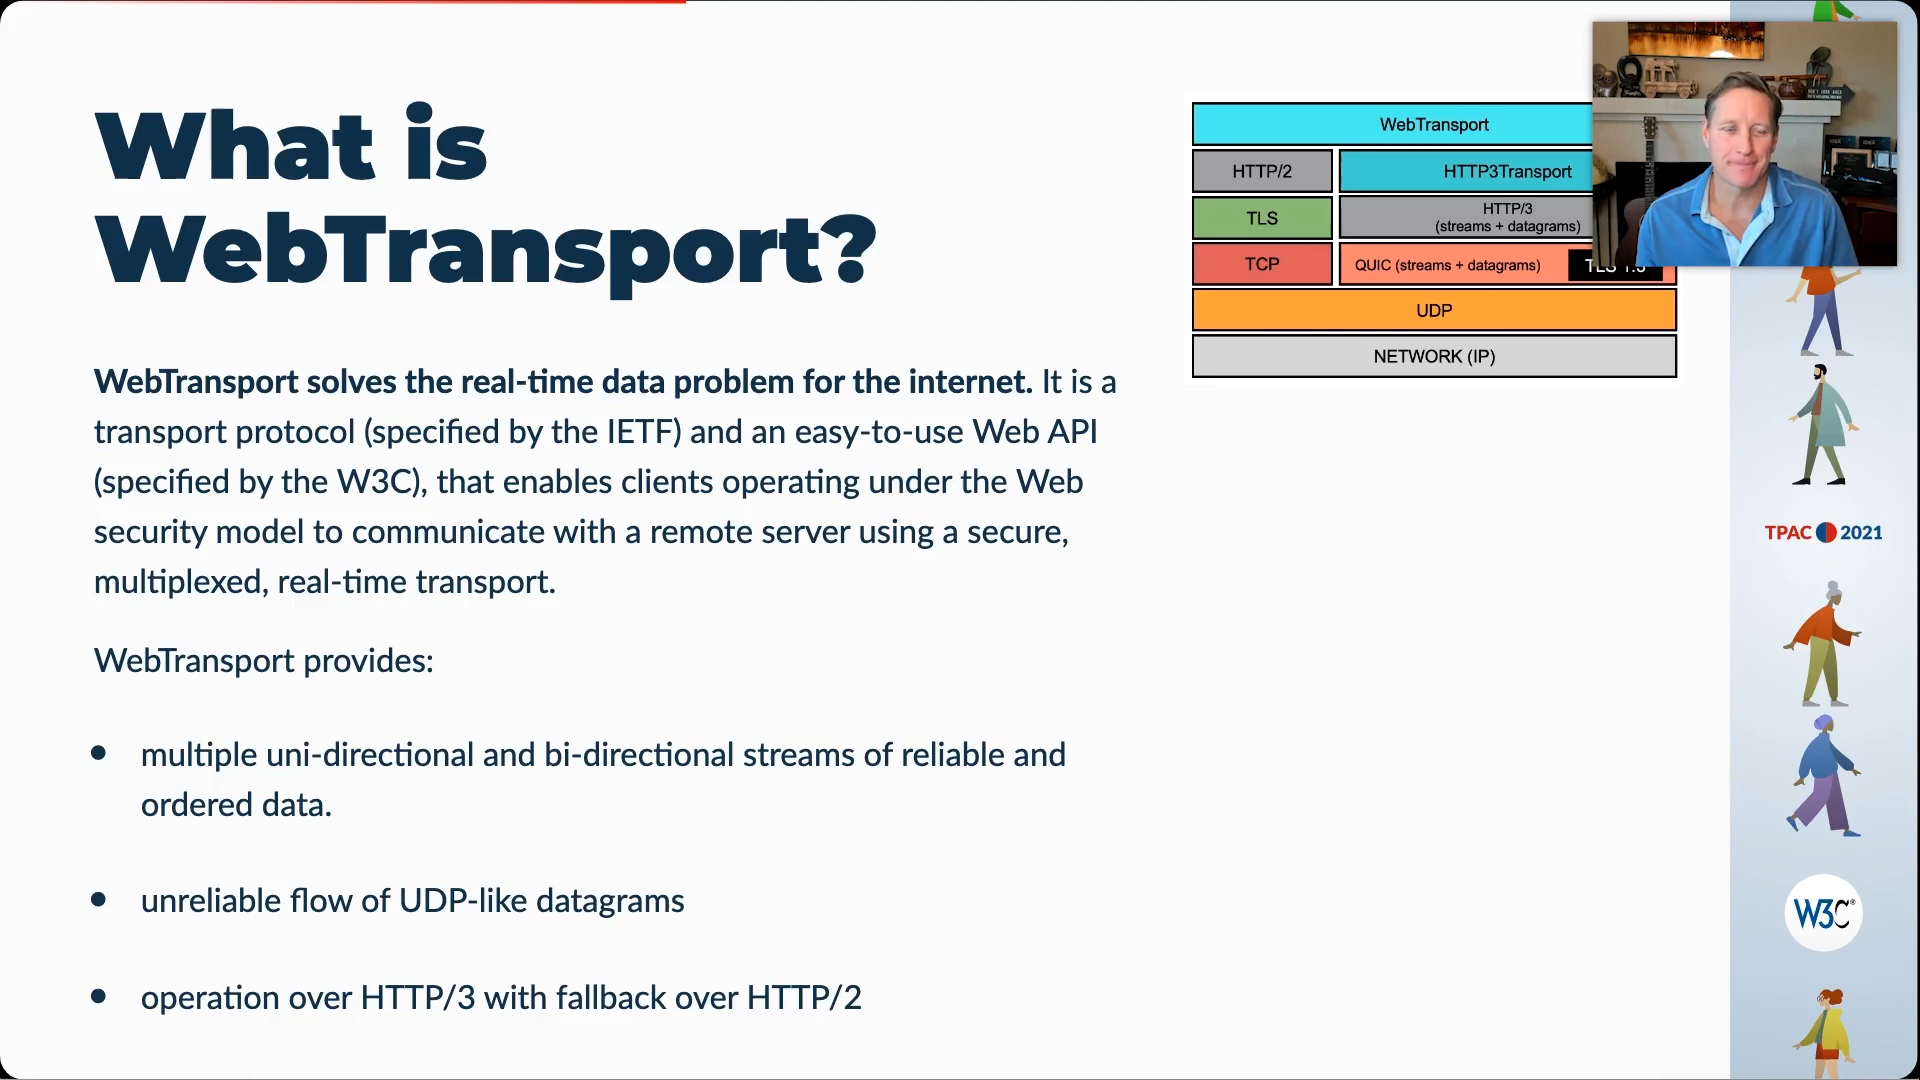 What is
WebTransport?
WebTransport solves the real-time data problem for the internet. It is a
transport protocol (specified by the IETF) and an easy-to-use Web API
(specified by the W3C), that enables clients operating under the Web
security model to communicate with a remote server using a secure,
multiplexed, real-time transport.
WebTransport provides:
• multiple uni-directional and bi-directional streams of reliable and
ordered data.
• unreliable flow of UDP-like datagrams
• operation over HTTP/3 with fallback over HTTP/2
WebTransport
HTTP/2
HTTP3Transport
TLS
HTTP/3
(streams + datagrams)
TCP
QUIC (streams + datagrams)
TLS 1.3
UDP
NETWORK (IP)
TPAC 2021
W3C®